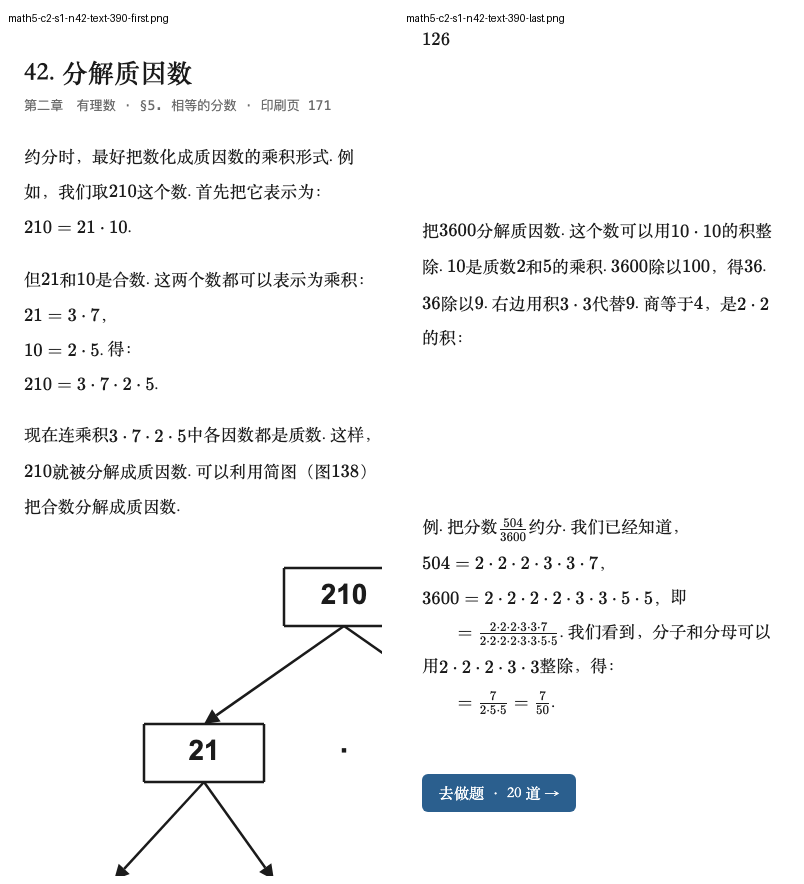 math5-c2-s1-n42-text-390-first.png
42. 分解质因数
第二章 有理数 · §5. 相等的分数 · 印刷页 171
约分时，最好把数化成质因数的乘积形式. 例
如，我们取210这个数. 首先把它表示为：
210 = 21 · 10.
但21和10是合数. 这两个数都可以表示为乘积：
21 = 3 · 7，
10 = 2 · 5. 得：
210 = 3 · 7 · 2 · 5.
现在连乘积3 · 7 · 2 · 5中各因数都是质数. 这样，
210就被分解成质因数. 可以利用简图（图138）
把合数分解成质因数.
210
21 ·
math5-c2-s1-n42-text-390-last.png
126
把3600分解质因数. 这个数可以用10 · 10的积整
除. 10是质数2和5的乘积. 3600除以100，得36.
36除以9. 右边用积3 · 3代替9. 商等于4，是2 · 2
的积：
例. 把分数504/3600约分. 我们已经知道，
504 = 2 · 2 · 2 · 3 · 3 · 7，
3600 = 2 · 2 · 2 · 2 · 3 · 3 · 5 · 5，即
= 2·2·2·3·3·7/2·2·2·2·3·3·5·5. 我们看到，分子和分母可以
用2 · 2 · 2 · 3 · 3整除，得：
= 7/2·5·5 = 7/50.
去做题 · 20 道 →